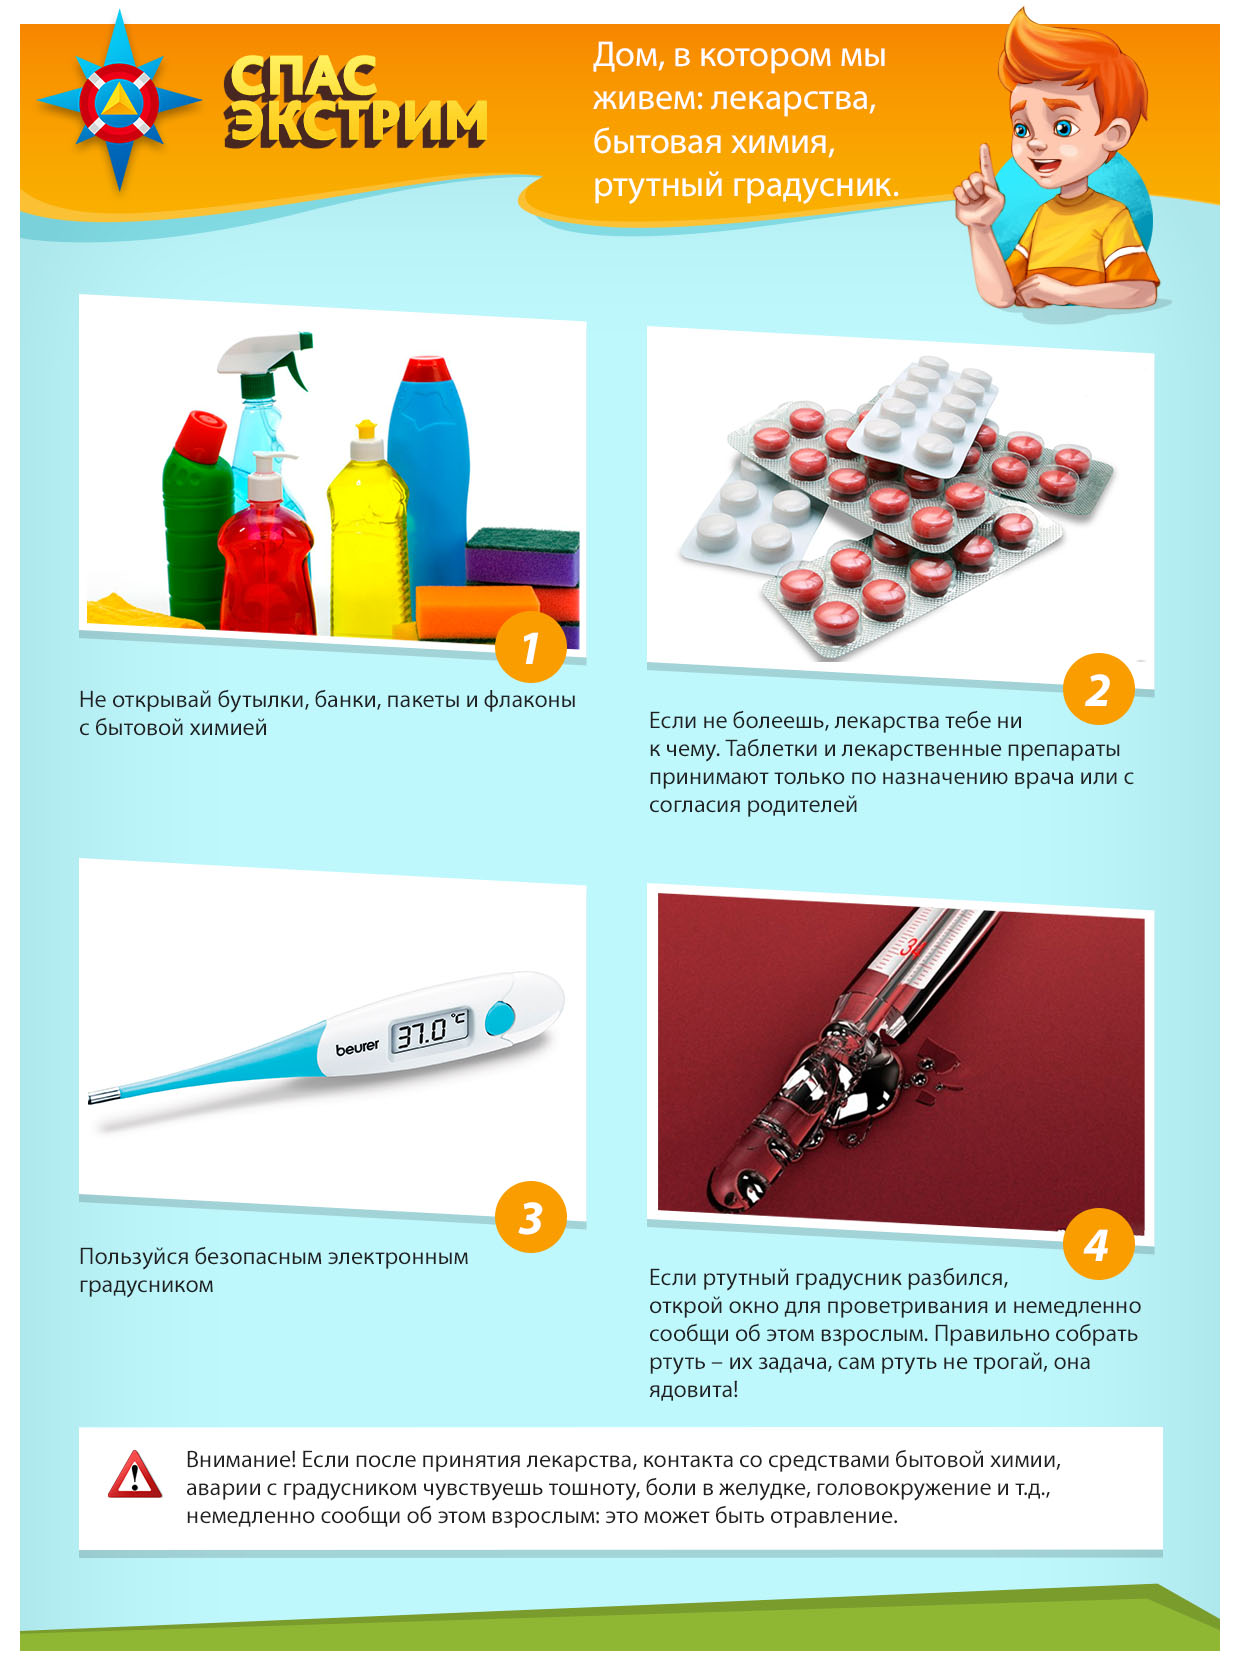 СПАС
ЭКСТРИМ
Дом, в котором мы
живем: лекарства,
бытовая химия,
ртутный градусник.
1
Не открывай бутылки, банки, пакеты и флаконы
с бытовой химией
2
Если не болеешь, лекарства тебе ни
к чему. Таблетки и лекарственные препараты
принимают только по назначению врача или с
согласия родителей
beurer
37.0 °C
3
Пользуйся безопасным электронным
градусником
34
4
Если ртутный градусник разбился,
открой окно для проветривания и немедленно
сообщи об этом взрослым. Правильно собрать
ртуть – их задача, сам ртуть не трогай, она
ядовита!
Внимание! Если после принятия лекарства, контакта со средствами бытовой химии,
аварии с градусником чувствуешь тошноту, боли в желудке, головокружение и т.д.,
немедленно сообщи об этом взрослым: это может быть отравление.